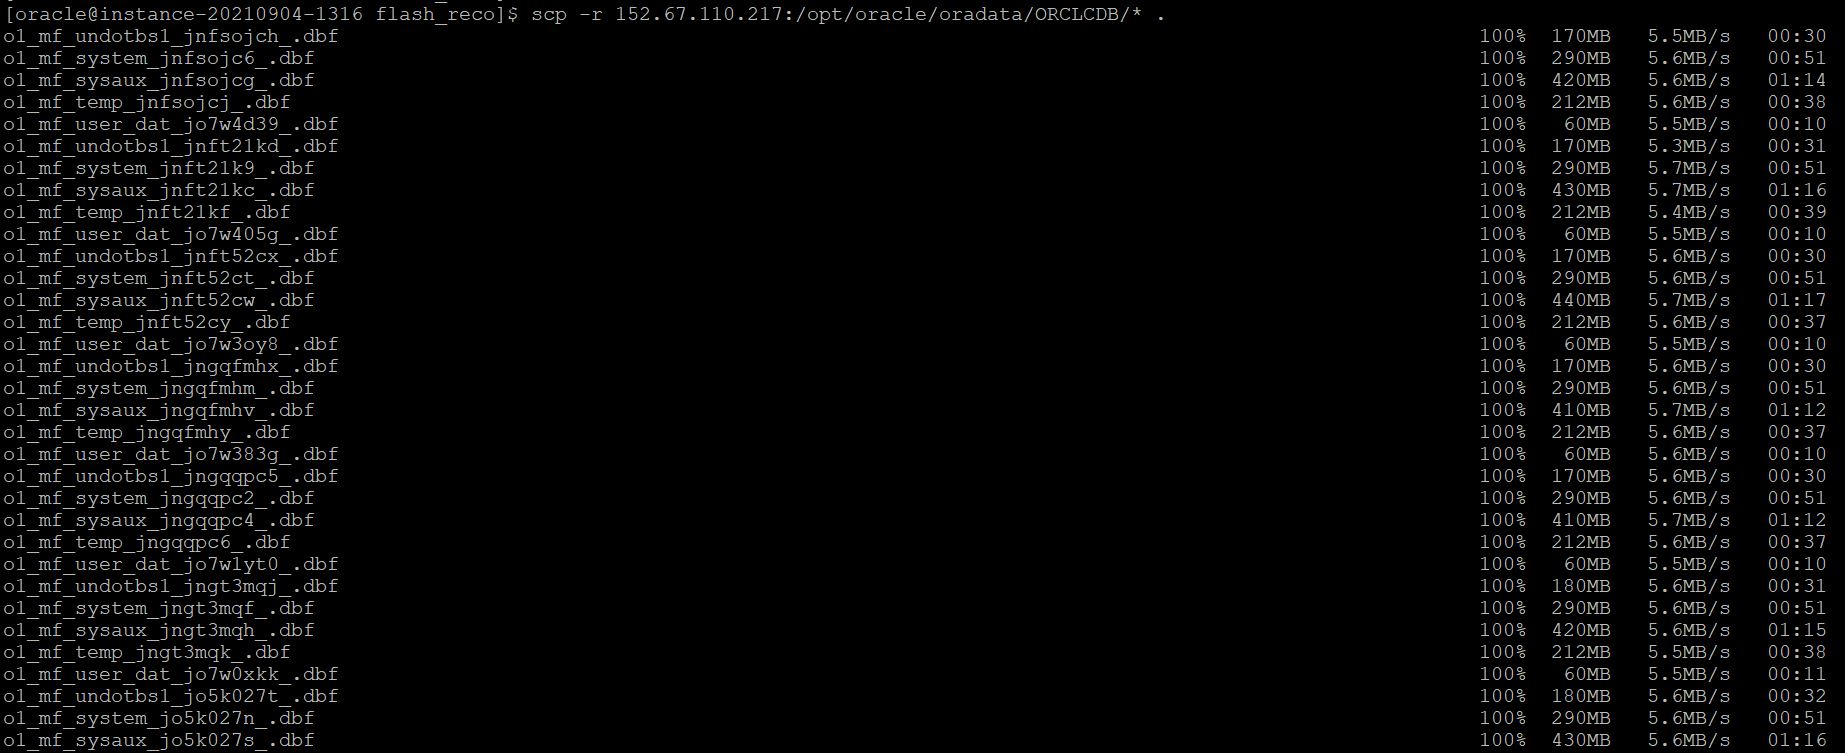 [oracle@instance-20210904-1316 flash_reco]$ scp -r 152.67.110.217:/opt/oracle/oradata/ORCLCDB/* .
o1_mf_undotbs1_jnfsojch_.dbf 100% 170MB 5.5MB/s 00:30
o1_mf_system_jnfsojc6_.dbf 100% 290MB 5.6MB/s 00:51
o1_mf_sysaux_jnfsojcg_.dbf 100% 420MB 5.6MB/s 01:14
o1_mf_temp_jnfsojcj_.dbf 100% 212MB 5.6MB/s 00:38
o1_mf_user_dat_jo7w4d39_.dbf 100% 60MB 5.5MB/s 00:10
o1_mf_undotbs1_jnft21kd_.dbf 100% 170MB 5.3MB/s 00:31
o1_mf_system_jnft21k9_.dbf 100% 290MB 5.7MB/s 00:51
o1_mf_sysaux_jnft21kc_.dbf 100% 430MB 5.7MB/s 01:16
o1_mf_temp_jnft21kf_.dbf 100% 212MB 5.4MB/s 00:39
o1_mf_user_dat_jo7w405g_.dbf 100% 60MB 5.5MB/s 00:10
o1_mf_undotbs1_jnft52cx_.dbf 100% 170MB 5.6MB/s 00:30
o1_mf_system_jnft52ct_.dbf 100% 290MB 5.6MB/s 00:51
o1_mf_sysaux_jnft52cw_.dbf 100% 440MB 5.7MB/s 01:17
o1_mf_temp_jnft52cy_.dbf 100% 212MB 5.6MB/s 00:37
o1_mf_user_dat_jo7w3oy8_.dbf 100% 60MB 5.5MB/s 00:10
o1_mf_undotbs1_jngqfmhx_.dbf 100% 170MB 5.6MB/s 00:30
o1_mf_system_jngqfmhm_.dbf 100% 290MB 5.6MB/s 00:51
o1_mf_sysaux_jngqfmhv_.dbf 100% 410MB 5.7MB/s 01:12
o1_mf_temp_jngqfmhy_.dbf 100% 212MB 5.6MB/s 00:37
o1_mf_user_dat_jo7w383g_.dbf 100% 60MB 5.6MB/s 00:10
o1_mf_undotbs1_jngqqpc5_.dbf 100% 170MB 5.6MB/s 00:30
o1_mf_system_jngqqpc2_.dbf 100% 290MB 5.6MB/s 00:51
o1_mf_sysaux_jngqqpc4_.dbf 100% 410MB 5.7MB/s 01:12
o1_mf_temp_jngqqpc6_.dbf 100% 212MB 5.6MB/s 00:37
o1_mf_user_dat_jo7w1yt0_.dbf 100% 60MB 5.5MB/s 00:10
o1_mf_undotbs1_jngt3mqj_.dbf 100% 180MB 5.6MB/s 00:31
o1_mf_system_jngt3mqf_.dbf 100% 290MB 5.6MB/s 00:51
o1_mf_sysaux_jngt3mqh_.dbf 100% 420MB 5.6MB/s 01:15
o1_mf_temp_jngt3mqk_.dbf 100% 212MB 5.5MB/s 00:38
o1_mf_user_dat_jo7w0xkk_.dbf 100% 60MB 5.5MB/s 00:11
o1_mf_undotbs1_jo5k027t_.dbf 100% 180MB 5.6MB/s 00:32
o1_mf_system_jo5k027n_.dbf 100% 290MB 5.6MB/s 00:51
o1_mf_sysaux_jo5k027s_.dbf 100% 430MB 5.6MB/s 01:16